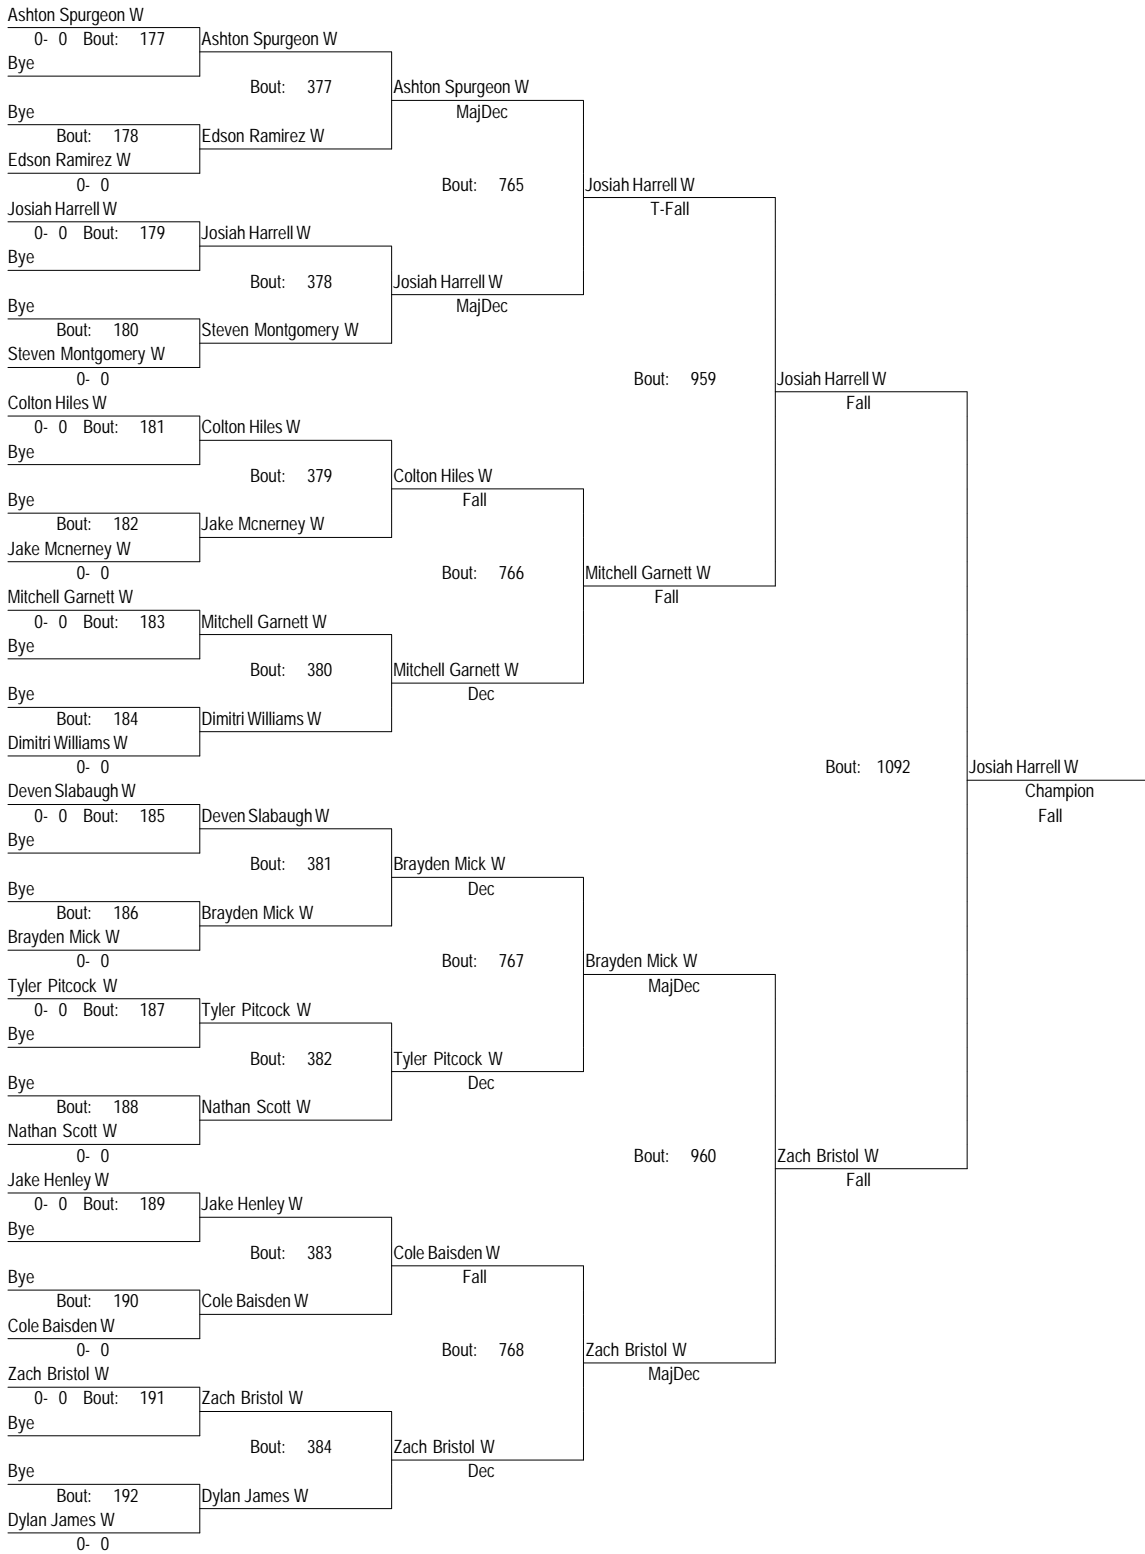 Ashton Spurgeon W
0- 0 Bout: 177 Ashton Spurgeon W
Bye
Bout: 377 Ashton Spurgeon W
Bye MajDec
Bout: 178 Edson Ramirez W
Edson Ramirez W
0- 0 Bout: 765 Josiah Harrell W
Josiah Harrell W T-Fall
0- 0 Bout: 179 Josiah Harrell W
Bye
Bout: 378 Josiah Harrell W
Bye MajDec
Bout: 180 Steven Montgomery W
Steven Montgomery W
0- 0 Bout: 959 Josiah Harrell W
Colton Hiles W Fall
0- 0 Bout: 181 Colton Hiles W
Bye
Bout: 379 Colton Hiles W
Bye Fall
Bout: 182 Jake Mcnerney W
Jake Mcnerney W
0- 0 Bout: 766 Mitchell Garnett W
Mitchell Garnett W Fall
0- 0 Bout: 183 Mitchell Garnett W
Bye
Bout: 380 Mitchell Garnett W
Bye Dec
Bout: 184 Dimitri Williams W
Dimitri Williams W
0- 0 Bout: 1092 Josiah Harrell W
Deven Slabaugh W Champion
0- 0 Bout: 185 Deven Slabaugh W Fall
Bye
Bout: 381 Brayden Mick W
Bye Dec
Bout: 186 Brayden Mick W
Brayden Mick W
0- 0 Bout: 767 Brayden Mick W
Tyler Pitcock W MajDec
0- 0 Bout: 187 Tyler Pitcock W
Bye
Bout: 382 Tyler Pitcock W
Bye Dec
Bout: 188 Nathan Scott W
Nathan Scott W
0- 0 Bout: 960 Zach Bristol W
Jake Henley W Fall
0- 0 Bout: 189 Jake Henley W
Bye
Bout: 383 Cole Baisden W
Bye Fall
Bout: 190 Cole Baisden W
Cole Baisden W
0- 0 Bout: 768 Zach Bristol W
Zach Bristol W MajDec
0- 0 Bout: 191 Zach Bristol W
Bye
Bout: 384 Zach Bristol W
Bye Dec
Bout: 192 Dylan James W
Dylan James W
0- 0